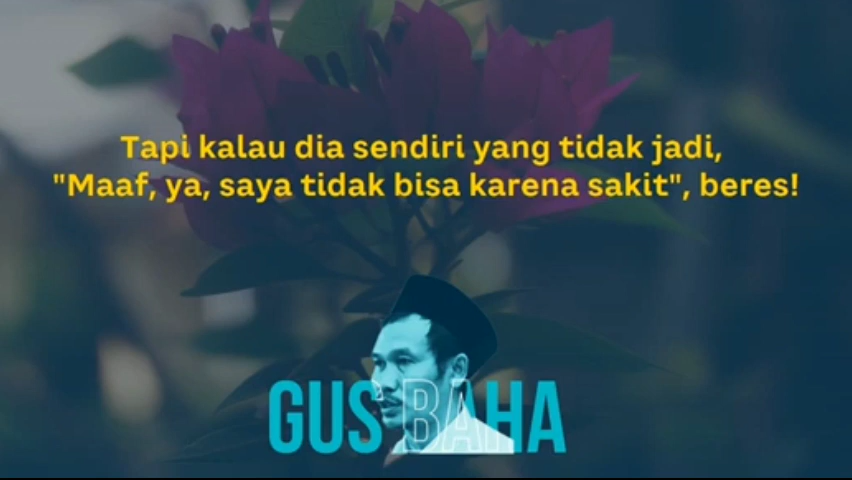 Tapi kalau dia sendiri yang tidak jadi,
"Maaf, ya, saya tidak bisa karena sakit", beres!
GUS BAHA